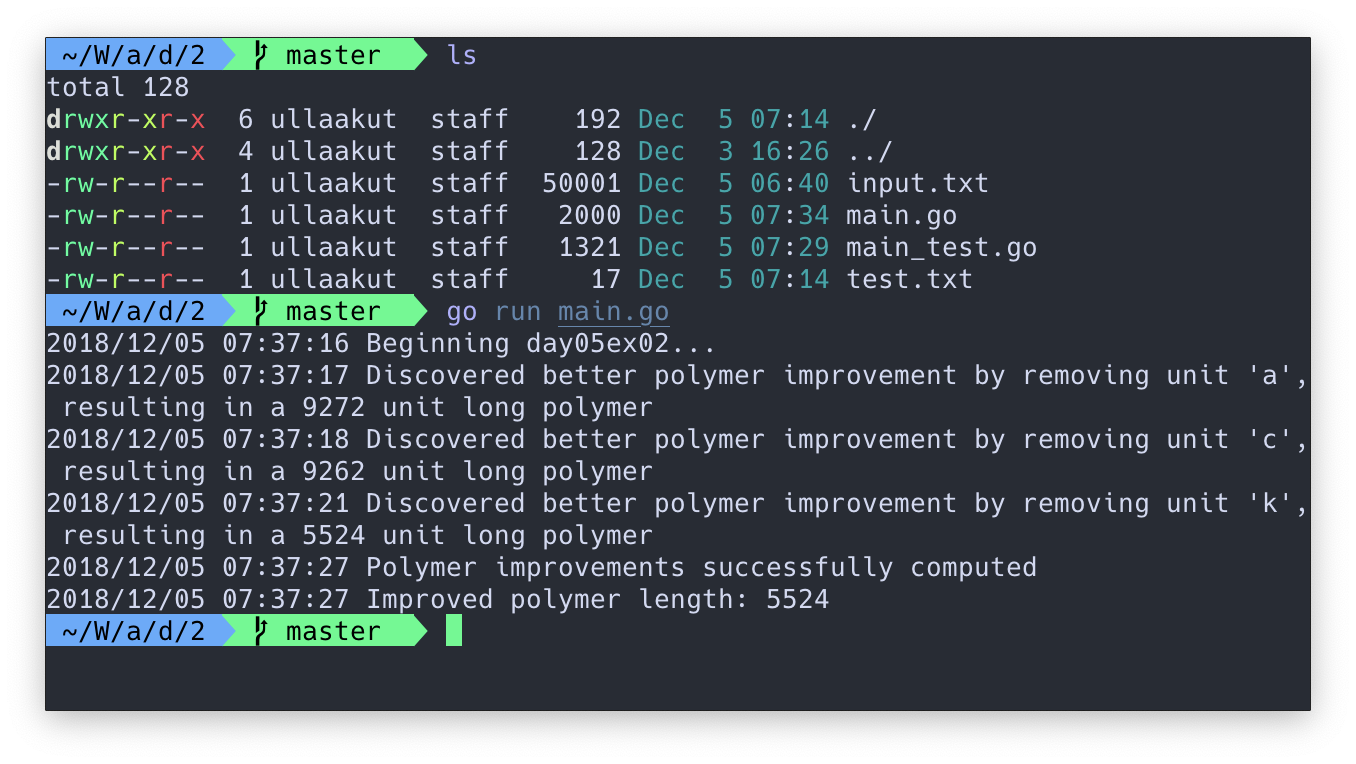 ~/W/a/d/2 master ls
total 128
drwxr-xr-x  6 ullaakut  staff    192 Dec  5 07:14 ./
drwxr-xr-x  4 ullaakut  staff    128 Dec  3 16:26 ../
-rw-r--r--  1 ullaakut  staff  50001 Dec  5 06:40 input.txt
-rw-r--r--  1 ullaakut  staff   2000 Dec  5 07:34 main.go
-rw-r--r--  1 ullaakut  staff   1321 Dec  5 07:29 main_test.go
-rw-r--r--  1 ullaakut  staff     17 Dec  5 07:14 test.txt
~/W/a/d/2 master go run main.go
2018/12/05 07:37:16 Beginning day05ex02...
2018/12/05 07:37:17 Discovered better polymer improvement by removing unit 'a',
resulting in a 9272 unit long polymer
2018/12/05 07:37:18 Discovered better polymer improvement by removing unit 'c',
resulting in a 9262 unit long polymer
2018/12/05 07:37:21 Discovered better polymer improvement by removing unit 'k',
resulting in a 5524 unit long polymer
2018/12/05 07:37:27 Polymer improvements successfully computed
2018/12/05 07:37:27 Improved polymer length: 5524
~/W/a/d/2 master